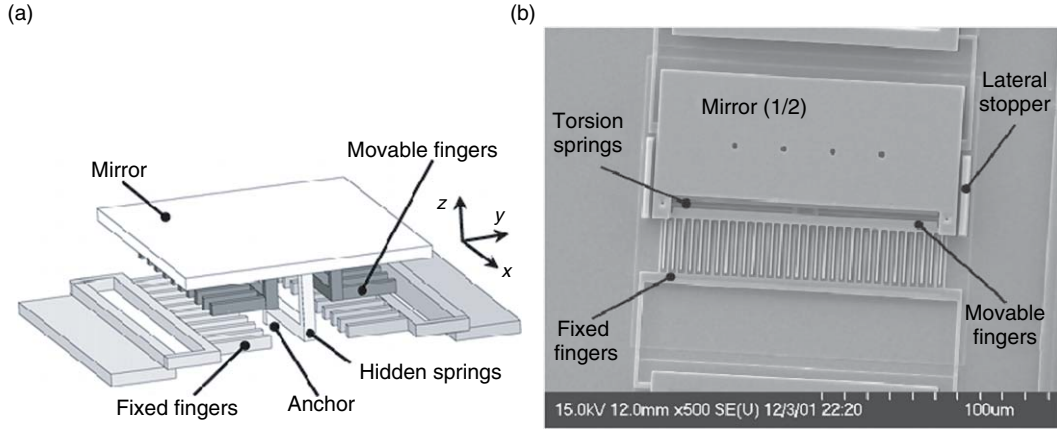 (a)
Mirror
Movable fingers
z
y
x
Hidden springs
Anchor
Fixed fingers
(b)
Mirror (1/2)
Lateral
stopper
Torsion
springs
Fixed
fingers
Movable
fingers
15.0kV 12.0mm x500 SE(U) 12/3/01 22:20
100um